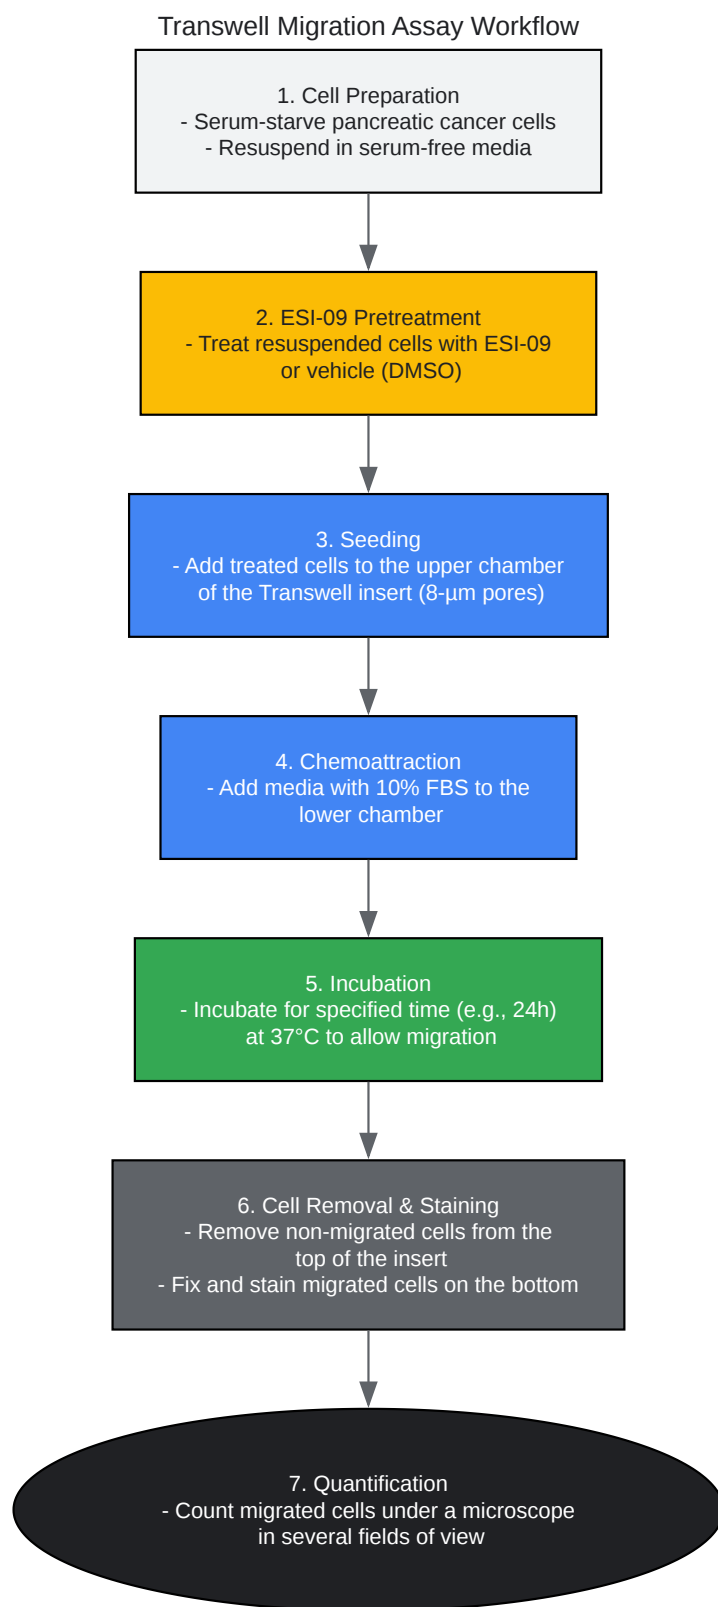 Transwell Migration Assay Workflow
1. Cell Preparation
- Serum-starve pancreatic cancer cells
- Resuspend in serum-free media
2. ESI-09 Pretreatment
- Treat resuspended cells with ESI-09
or vehicle (DMSO)
3. Seeding
- Add treated cells to the upper chamber
of the Transwell insert (8-µm pores)
4. Chemoattraction
- Add media with 10% FBS to the
lower chamber
5. Incubation
- Incubate for specified time (e.g., 24h)
at 37°C to allow migration
6. Cell Removal & Staining
- Remove non-migrated cells from the
top of the insert
- Fix and stain migrated cells on the bottom
7. Quantification
- Count migrated cells under a microscope
in several fields of view